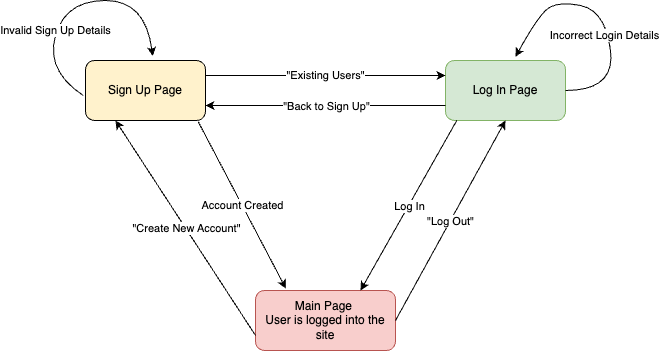 Invalid Sign Up Details
Incorrect Login Details
Sign Up Page
"Existing Users"
Log In Page
"Back to Sign Up"
Account Created
Log In
"Create New Account"
"Log Out"
Main Page
User is logged into the
site